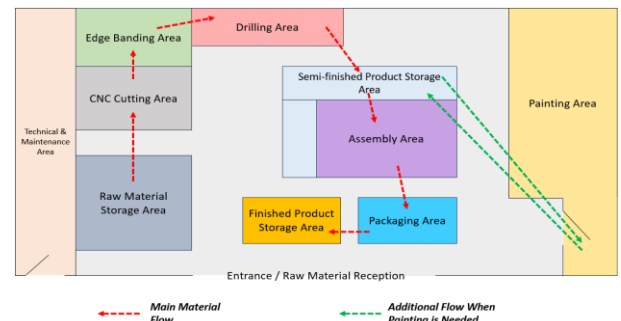 Edge Banding Area
Drilling Area
Semi-finished Product Storage
Area
CNC Cutting Area
Painting Area
Technical &
Maintenance
Area
Assembly Area
Raw Material
Storage Area
Finished Product
Storage Area
Packaging Area
Entrance / Raw Material Reception
Main Material
Flow
Additional Flow When
Painting is Needed